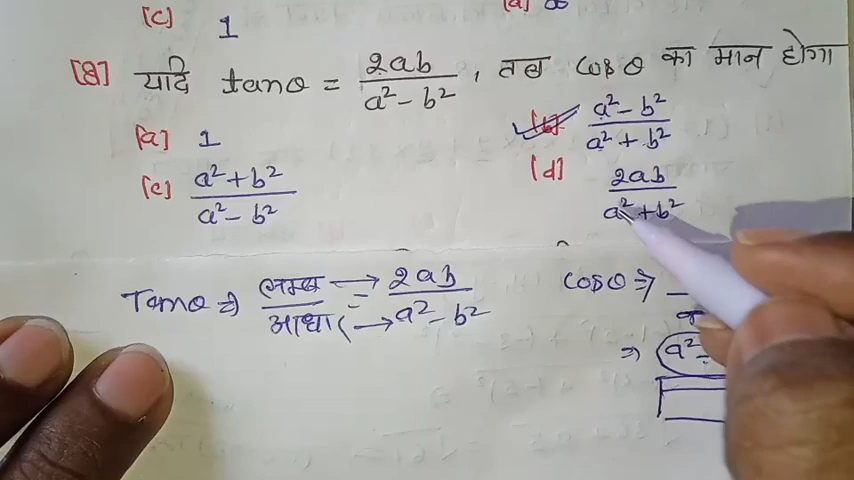 [c] 1 [d] ∞
[8] यदि tanθ = 2ab / a² - b² , तब cosθ का मान होगा
[a] 1 [b] a² - b² / a² + b²
[c] a² + b² / a² - b² [d] 2ab / a² + b²
Tanθ ⇒ लम्ब / आधार → = 2ab / a² - b² cosθ ⇒
⇒ a² -